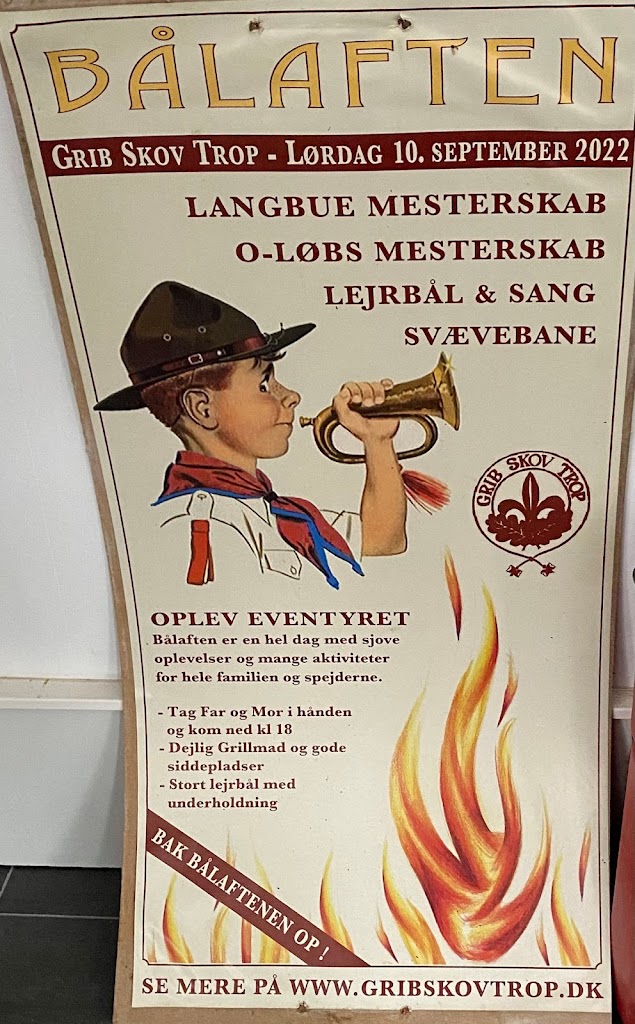 BÅLAFTEN
GRIB SKOV TROP - LØRDAG 10. SEPTEMBER 2022
LANGBUE MESTERSKAB
O-LØBS MESTERSKAB
LEJRBÅL & SANG
SVÆVEBANE
GRIB SKOV TROP
OPLEV EVENTYRET
Bålaften er en hel dag med sjove
oplevelser og mange aktiviteter
for hele familien og spejderne.
- Tag Far og Mor i hånden
og kom ned kl 18
- Dejlig Grillmad og gode
siddepladser
- Stort lejrbål med
underholdning
BAK BÅLAFTENEN OP !
SE MERE PÅ WWW.GRIBSKOVTROP.DK